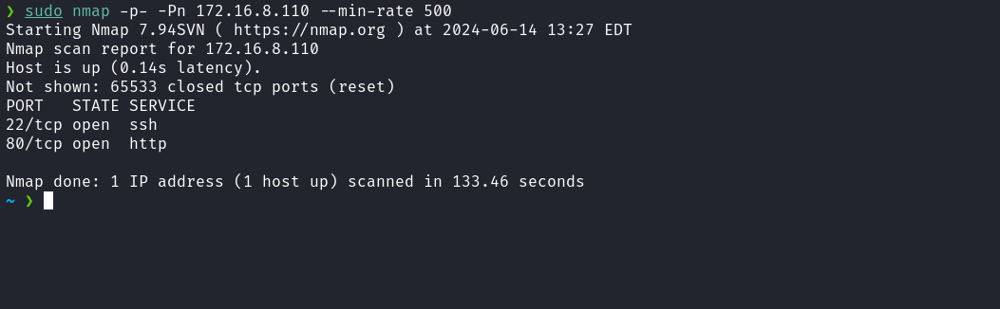 ❯ sudo nmap -p- -Pn 172.16.8.110 --min-rate 500
Starting Nmap 7.94SVN ( https://nmap.org ) at 2024-06-14 13:27 EDT
Nmap scan report for 172.16.8.110
Host is up (0.14s latency).
Not shown: 65533 closed tcp ports (reset)
PORT   STATE SERVICE
22/tcp open  ssh
80/tcp open  http

Nmap done: 1 IP address (1 host up) scanned in 133.46 seconds
~ ❯